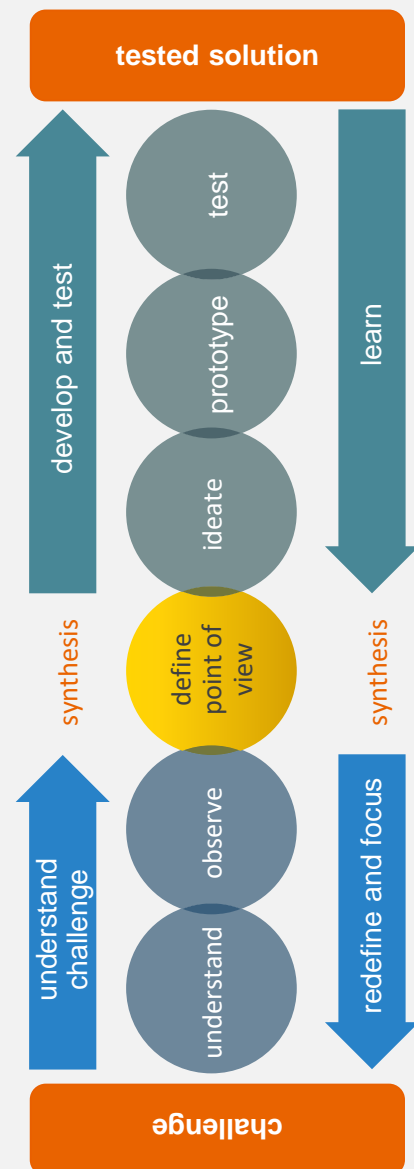 tested solution
develop and test
synthesis
understand
challenge
test
prototype
ideate
define
point of
view
observe
understand
learn
synthesis
redefine and focus
challenge